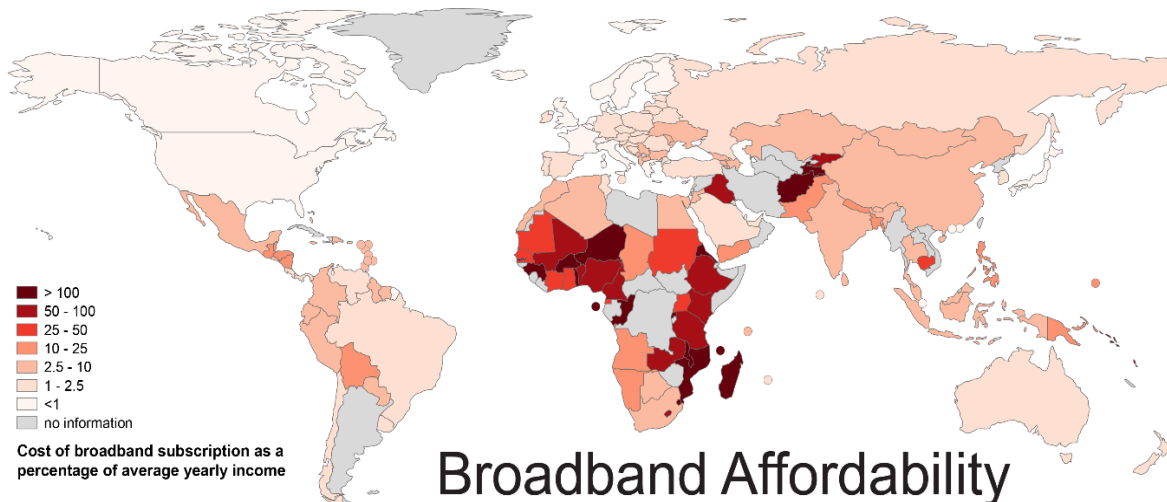 > 100
50 - 100
25 - 50
10 - 25
2.5 - 10
1 - 2.5
<1
no information
Cost of broadband subscription as a
percentage of average yearly income
Broadband Affordability